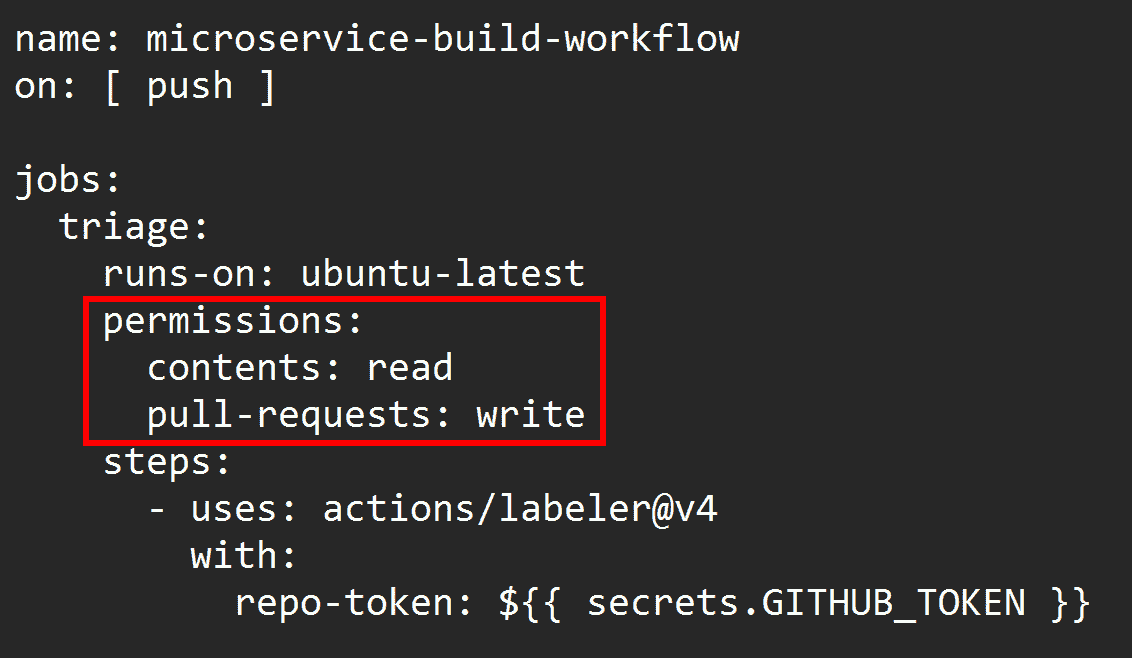 name: microservice-build-workflow
on: [ push ]
jobs:
  triage:
    runs-on: ubuntu-latest
    permissions:
      contents: read
      pull-requests: write
    steps:
      - uses: actions/labeler@v4
        with:
          repo-token: ${{ secrets.GITHUB_TOKEN }}